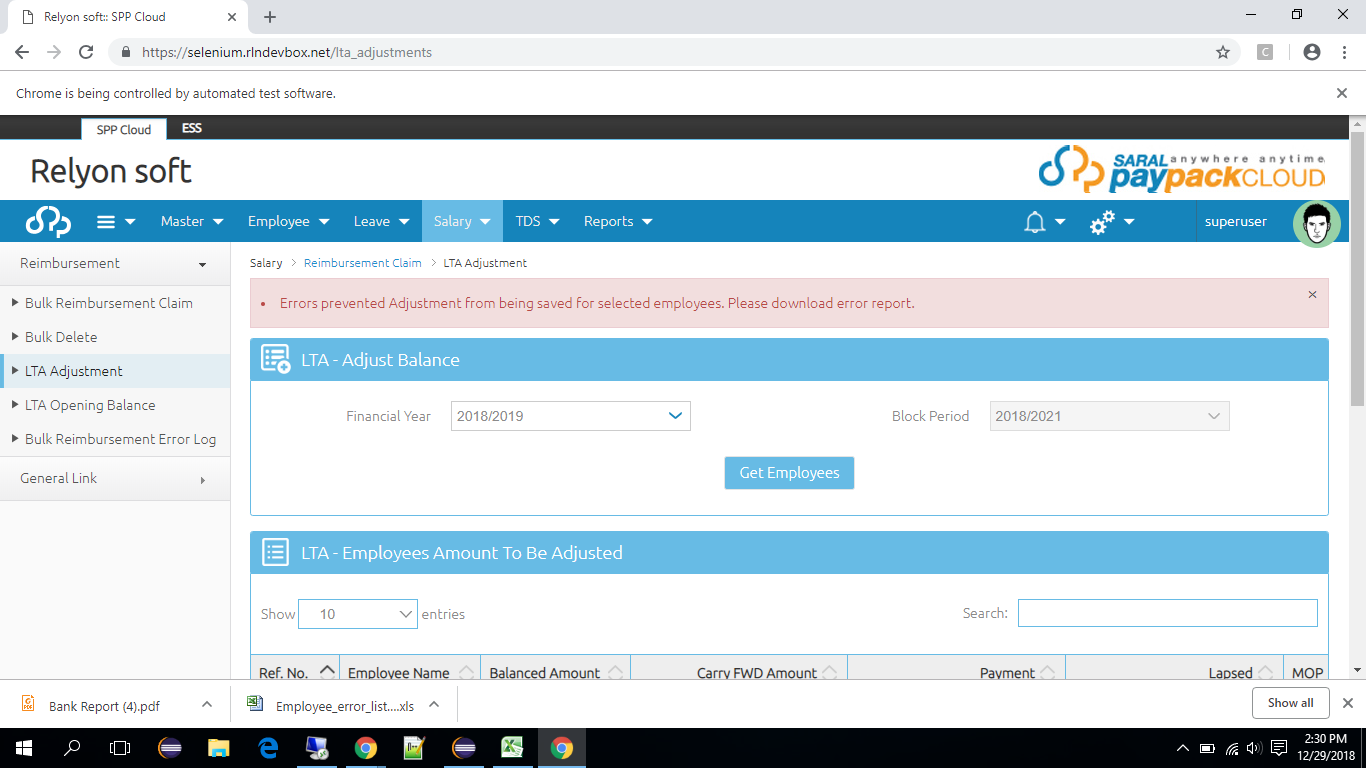 Relyon soft:: SPP Cloud
https://selenium.rlndevbox.net/lta_adjustments
C
Chrome is being controlled by automated test software.
SPP Cloud ESS
Relyon soft
SARAL anywhere anytime
paypackCLOUD
Master Employee Leave Salary TDS Reports superuser
Reimbursement
Bulk Reimbursement Claim
Bulk Delete
LTA Adjustment
LTA Opening Balance
Bulk Reimbursement Error Log
General Link
Salary > Reimbursement Claim > LTA Adjustment
• Errors prevented Adjustment from being saved for selected employees. Please download error report.
LTA - Adjust Balance
Financial Year 2018/2019 Block Period 2018/2021
Get Employees
LTA - Employees Amount To Be Adjusted
Show 10 entries Search:
Ref. No. Employee Name Balanced Amount Carry FWD Amount Payment Lapsed MOP
Bank Report (4).pdf Employee_error_list....xls Show all
2:30 PM
12/29/2018